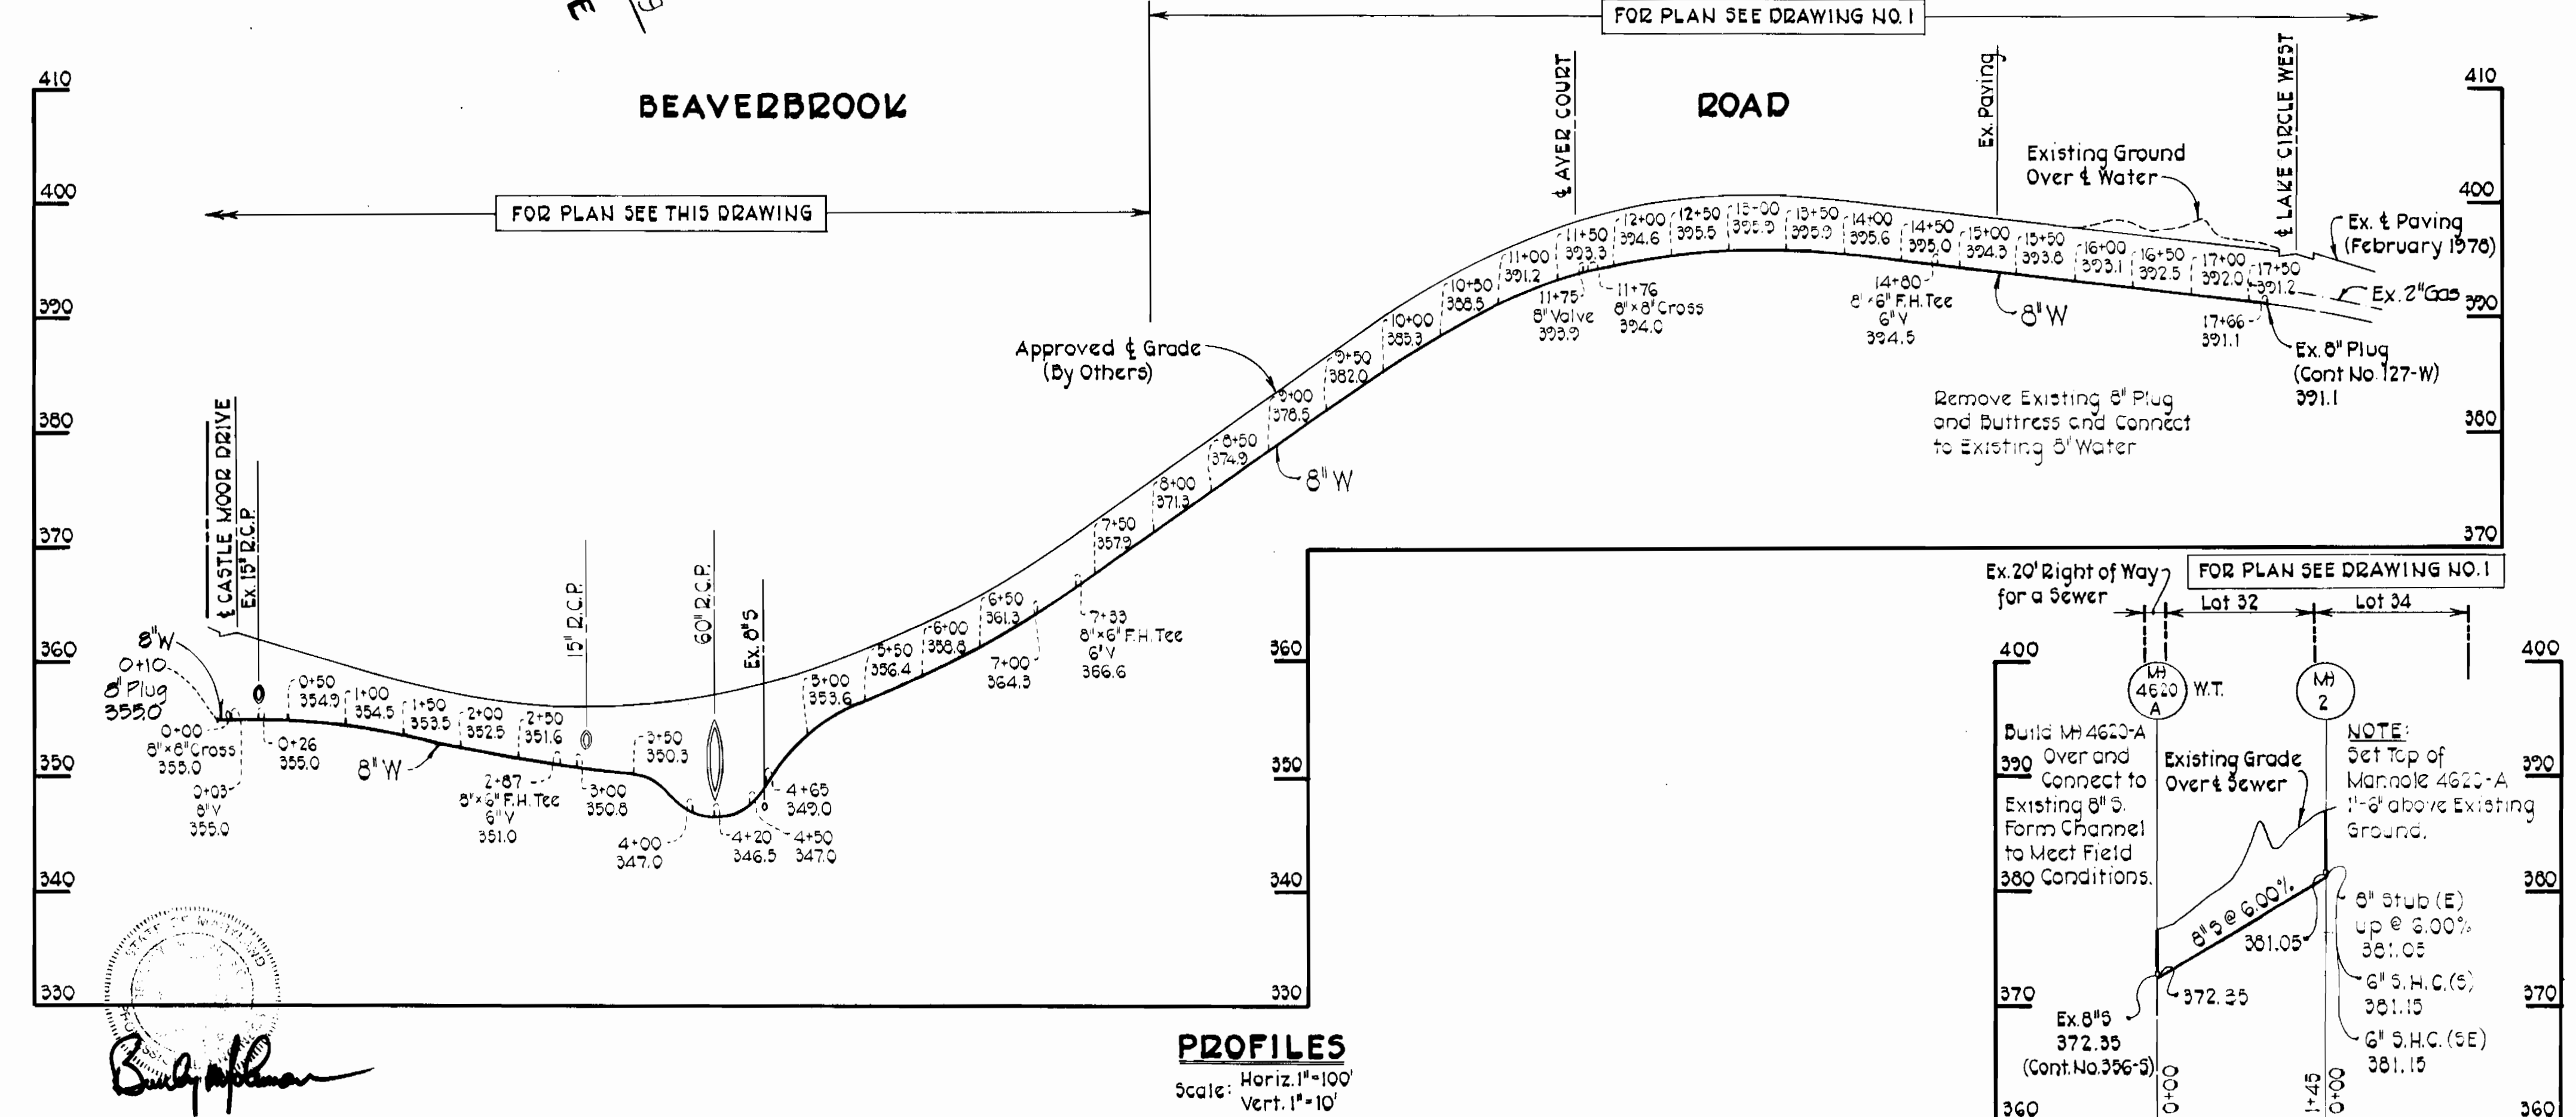 FOR PLAN SEE DRAWING NO. 1
BEAVERBROOK
ROAD
FOR PLAN SEE THIS DRAWING
410
400
390
380
370
360
350
340
330
410
400
390
380
370
360
350
340
330
℄ CASTLE MOOR DRIVE
Ex. 15" R.C.P.
15" R.C.P.
60" R.C.P.
Ex. 8"S
℄ AVER COURT
Ex. Paving
℄ LAKE CIRCLE WEST
Existing Ground
Over ℄ Water
Ex. ℄ Paving
(February 1978)
Ex. 2" Gas
Ex. 8" Plug
(Cont No. 127-W)
391.1
Remove Existing 8" Plug
and Buttress and Connect
to Existing 8" Water
Approved ℄ Grade
(By Others)
8"W
0+10
8" Plug
355.0
0+00
8"x8" Cross
355.0
0+03
8"V
355.0
0+26
355.0
0+50
354.9
1+00
354.5
1+50
353.5
8"W
2+00
352.5
2+50
351.6
2+87
8"x6" F.H. Tee
6"V
351.0
3+00
350.8
3+50
350.3
4+00
347.0
4+20
346.5
4+50
347.0
4+65
349.0
5+00
353.6
5+50
356.4
6+00
358.8
6+50
361.3
7+00
364.3
7+33
8"x6" F.H. Tee
6"V
366.6
7+50
357.9
8+00
371.3
8+50
374.9
9+00
378.5
8"W
9+50
382.0
10+00
385.3
10+50
388.5
11+00
391.2
11+50
393.3
11+75
8" Valve
393.9
11+76
8"x8" Cross
394.0
12+00
394.6
12+50
395.5
13+00
395.9
13+50
395.9
14+00
395.6
14+50
395.0
14+80
8"x6" F.H. Tee
6"V
394.5
15+00
394.3
8"W
15+50
393.8
16+00
393.1
16+50
392.5
17+00
392.0
17+50
391.2
17+66
391.1
PROFILES
Scale: Horiz. 1"=100'
Vert. 1"=10'
STATE OF MARYLAND
Ex. 20' Right of Way
for a Sewer
FOR PLAN SEE DRAWING NO. 1
Lot 32
Lot 34
400
390
380
370
360
400
390
380
370
360
MH
4620
A
W.T.
MH
2
Build MH 4620-A
Over and
Connect to
Existing 8"S.
Form Channel
to Meet Field
Conditions.
Existing Grade
Over ℄ Sewer
NOTE:
Set Top of
Manhole 4620-A
1'-6" above Existing
Ground.
8"S @ 6.00%
381.05
372.35
8" Stub (E)
up @ 6.00%
381.05
6" S.H.C. (S)
381.15
6" S.H.C. (SE)
381.15
Ex. 8"S
372.35
(Cont. No. 356-S)
0+00
1+45
0+00